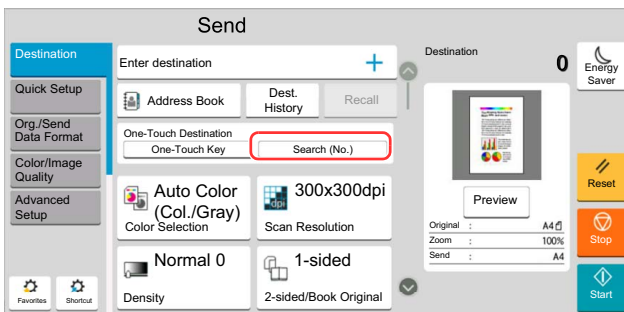 Send
Destination
Quick Setup
Org./Send
Data Format
Color/Image
Quality
Advanced
Setup
Favorites
Shortcut
Enter destination
+
Address Book
Dest.
History
Recall
One-Touch Destination
One-Touch Key
Search (No.)
Auto Color
(Col./Gray)
Color Selection
dpi
300x300dpi
Scan Resolution
Normal 0
Density
1-sided
2-sided/Book Original
Destination
0
Preview
Original : A4
Zoom : 100%
Send : A4
Energy
Saver
Reset
Stop
Start